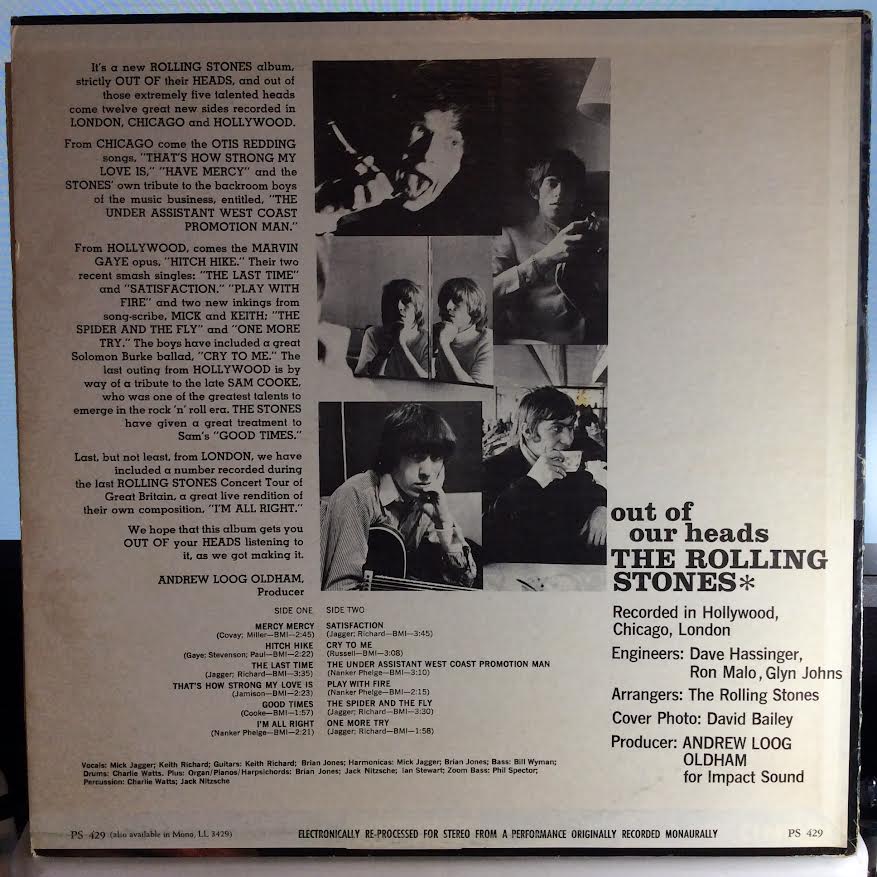 It's a new ROLLING STONES album,
strictly OUT OF their HEADS, and out of
those extremely five talented heads
come twelve great new sides recorded in
LONDON, CHICAGO and HOLLYWOOD.
From CHICAGO come the OTIS REDDING
songs, "THAT'S HOW STRONG MY
LOVE IS," "HAVE MERCY" and the
STONES' own tribute to the backroom boys
of the music business, entitled, "THE
UNDER ASSISTANT WEST COAST
PROMOTION MAN."
From HOLLYWOOD, comes the MARVIN
GAYE opus, "HITCH HIKE." Their two
recent smash singles: "THE LAST TIME"
and "SATISFACTION." "PLAY WITH
FIRE" and two new inkings from
song-scribe, MICK and KEITH; "THE
SPIDER AND THE FLY" and "ONE MORE
TRY." The boys have included a great
Solomon Burke ballad, "CRY TO ME." The
last outing from HOLLYWOOD is by
way of a tribute to the late SAM COOKE,
who was one of the greatest talents to
emerge in the rock 'n' roll era. THE STONES
have given a great treatment to
Sam's "GOOD TIMES."
Last, but not least, from LONDON, we have
included a number recorded during
the last ROLLING STONES Concert Tour of
Great Britain, a great live rendition of
their own composition, "I'M ALL RIGHT."
We hope that this album gets you
OUT OF your HEADS listening to
it, as we got making it.
ANDREW LOOG OLDHAM,
Producer
SIDE ONE
MERCY MERCY
(Covay; Miller—BMI—2:45)
HITCH HIKE
(Gaye; Stevenson; Paul—BMI—2:22)
THE LAST TIME
(Jagger; Richard—BMI—3:35)
THAT'S HOW STRONG MY LOVE IS
(Jamison—BMI—2:23)
GOOD TIMES
(Cooke—BMI—1:57)
I'M ALL RIGHT
(Nanker Phelge—BMI—2:21)
SIDE TWO
SATISFACTION
(Jagger; Richard—BMI—3:45)
CRY TO ME
(Russell—BMI—3:08)
THE UNDER ASSISTANT WEST COAST PROMOTION MAN
(Nanker Phelge—BMI—3:10)
PLAY WITH FIRE
(Nanker Phelge—BMI—2:15)
THE SPIDER AND THE FLY
(Jagger; Richard—BMI—3:30)
ONE MORE TRY
(Jagger; Richard—BMI—1:58)
Vocals: Mick Jagger; Keith Richard; Guitars: Keith Richard; Brian Jones; Harmonicas: Mick Jagger; Brian Jones; Bass: Bill Wyman;
Drums: Charlie Watts. Plus: Organ/Pianos/Harpsichords: Brian Jones; Jack Nitzsche; Ian Stewart; Zoom Bass: Phil Spector;
Percussion: Charlie Watts; Jack Nitzsche
out of
our heads
THE ROLLING
STONES*
Recorded in Hollywood,
Chicago, London
Engineers: Dave Hassinger,
Ron Malo, Glyn Johns
Arrangers: The Rolling Stones
Cover Photo: David Bailey
Producer: ANDREW LOOG
OLDHAM
for Impact Sound
PS 429 (also available in Mono, LL 3429)
ELECTRONICALLY RE-PROCESSED FOR STEREO FROM A PERFORMANCE ORIGINALLY RECORDED MONAURALLY
PS 429